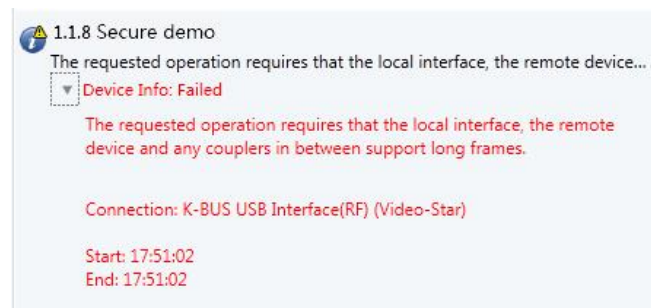 1.1.8 Secure demo
The requested operation requires that the local interface, the remote device...
Device Info: Failed
The requested operation requires that the local interface, the remote
device and any couplers in between support long frames.
Connection: K-BUS USB Interface(RF) (Video-Star)
Start: 17:51:02
End: 17:51:02